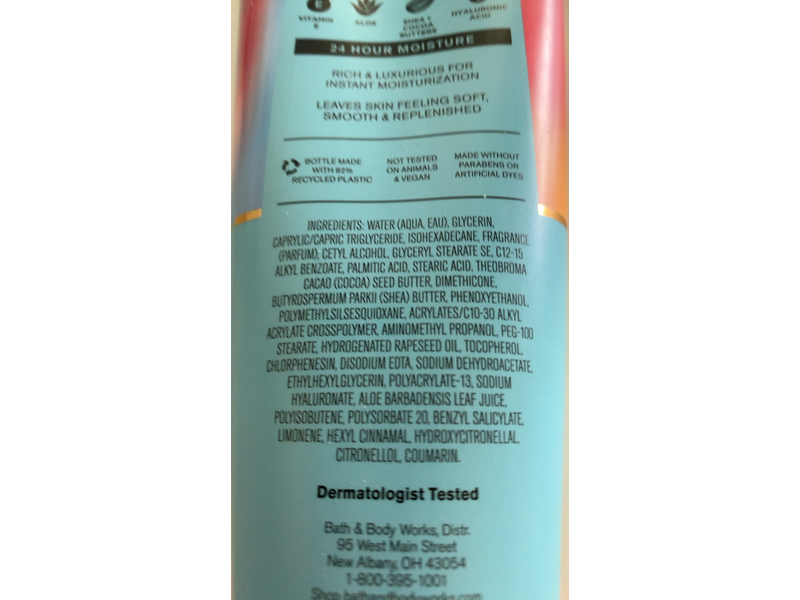 E
VITAMIN E
ALOE
SHEA + COCOA BUTTERS
HYALURONIC ACID
24 HOUR MOISTURE
RICH & LUXURIOUS FOR
INSTANT MOISTURIZATION
LEAVES SKIN FEELING SOFT,
SMOOTH & REPLENISHED
BOTTLE MADE
WITH 82%
RECYCLED PLASTIC
NOT TESTED
ON ANIMALS
& VEGAN
MADE WITHOUT
PARABENS OR
ARTIFICIAL DYES
INGREDIENTS: WATER (AQUA, EAU), GLYCERIN,
CAPRYLIC/CAPRIC TRIGLYCERIDE, ISOHEXADECANE, FRAGRANCE
(PARFUM), CETYL ALCOHOL, GLYCERYL STEARATE SE, C12-15
ALKYL BENZOATE, PALMITIC ACID, STEARIC ACID, THEOBROMA
CACAO (COCOA) SEED BUTTER, DIMETHICONE,
BUTYROSPERMUM PARKII (SHEA) BUTTER, PHENOXYETHANOL,
POLYMETHYLSILSESQUIOXANE, ACRYLATES/C10-30 ALKYL
ACRYLATE CROSSPOLYMER, AMINOMETHYL PROPANOL, PEG-100
STEARATE, HYDROGENATED RAPESEED OIL, TOCOPHEROL,
CHLORPHENESIN, DISODIUM EDTA, SODIUM DEHYDROACETATE,
ETHYLHEXYLGLYCERIN, POLYACRYLATE-13, SODIUM
HYALURONATE, ALOE BARBADENSIS LEAF JUICE,
POLYISOBUTENE, POLYSORBATE 20, BENZYL SALICYLATE,
LIMONENE, HEXYL CINNAMAL, HYDROXYCITRONELLAL,
CITRONELLOL, COUMARIN.
Dermatologist Tested
Bath & Body Works, Distr.
95 West Main Street
New Albany, OH 43054
1-800-395-1001
Shop bathandbodyworks.com